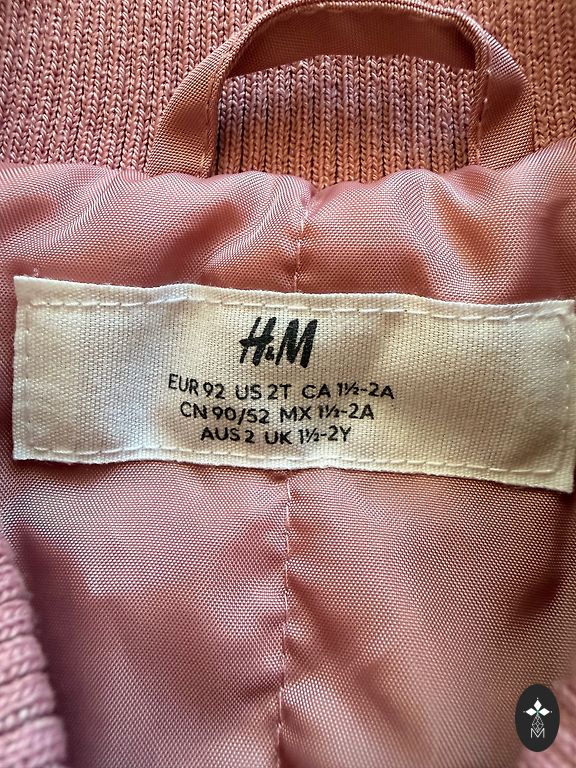 H&M
EUR 92 US 2T CA 1½-2A
CN 90/52 MX 1½-2A
AUS 2 UK 1½-2Y
M